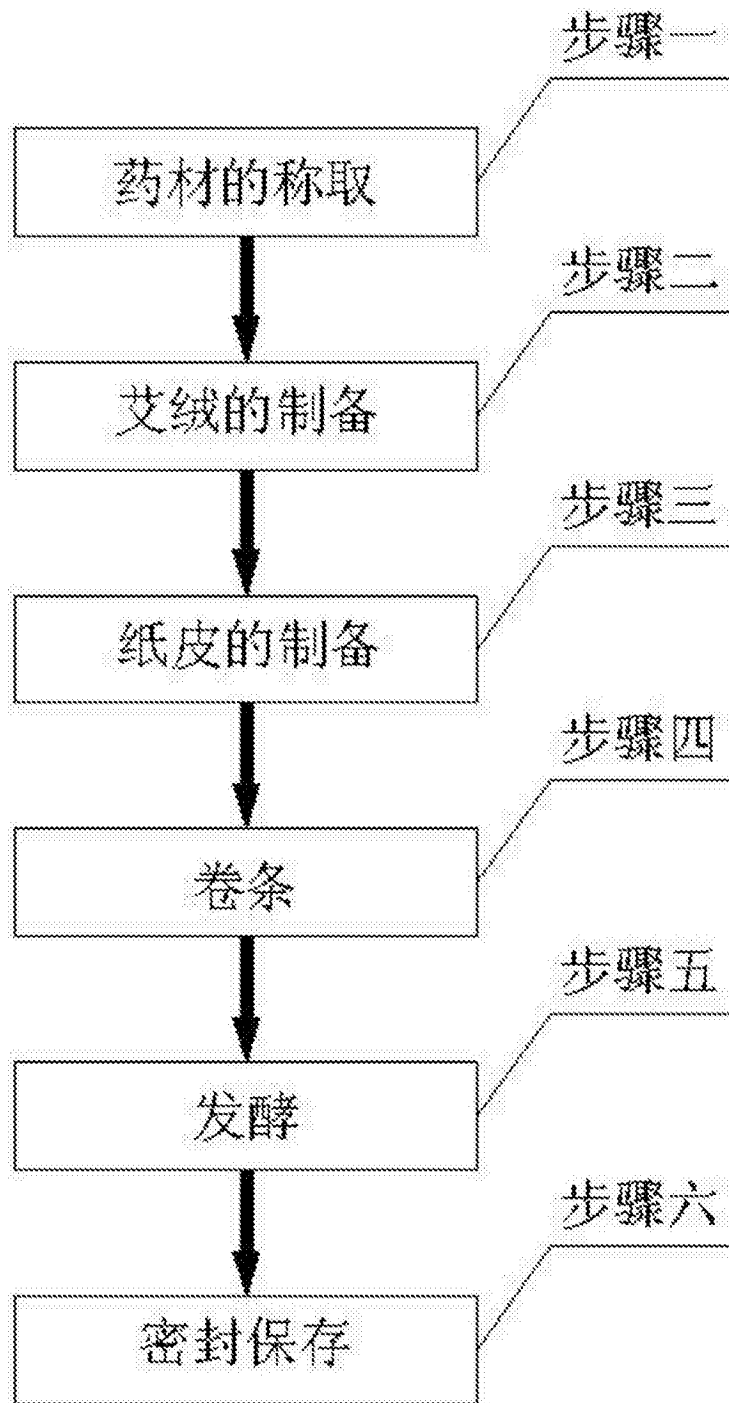 步骤一
药材的称取
步骤二
艾绒的制备
步骤三
纸皮的制备
步骤四
卷条
步骤五
发酵
步骤六
密封保存